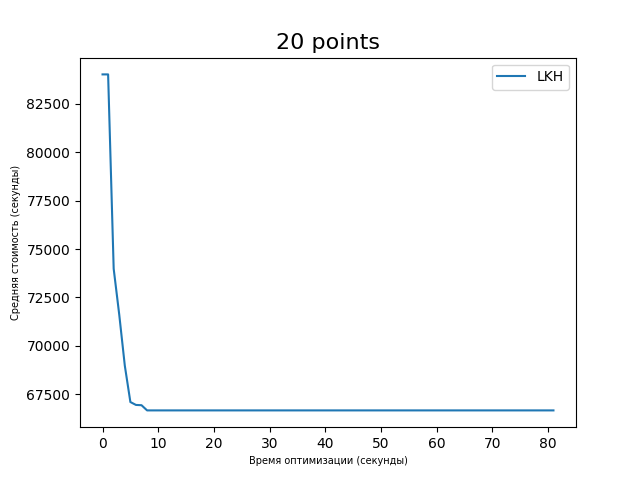 20 points
LKH
82500
80000
77500
75000
72500
70000
67500
Средняя стоимость (секунды)
0 10 20 30 40 50 60 70 80
Время оптимизации (секунды)